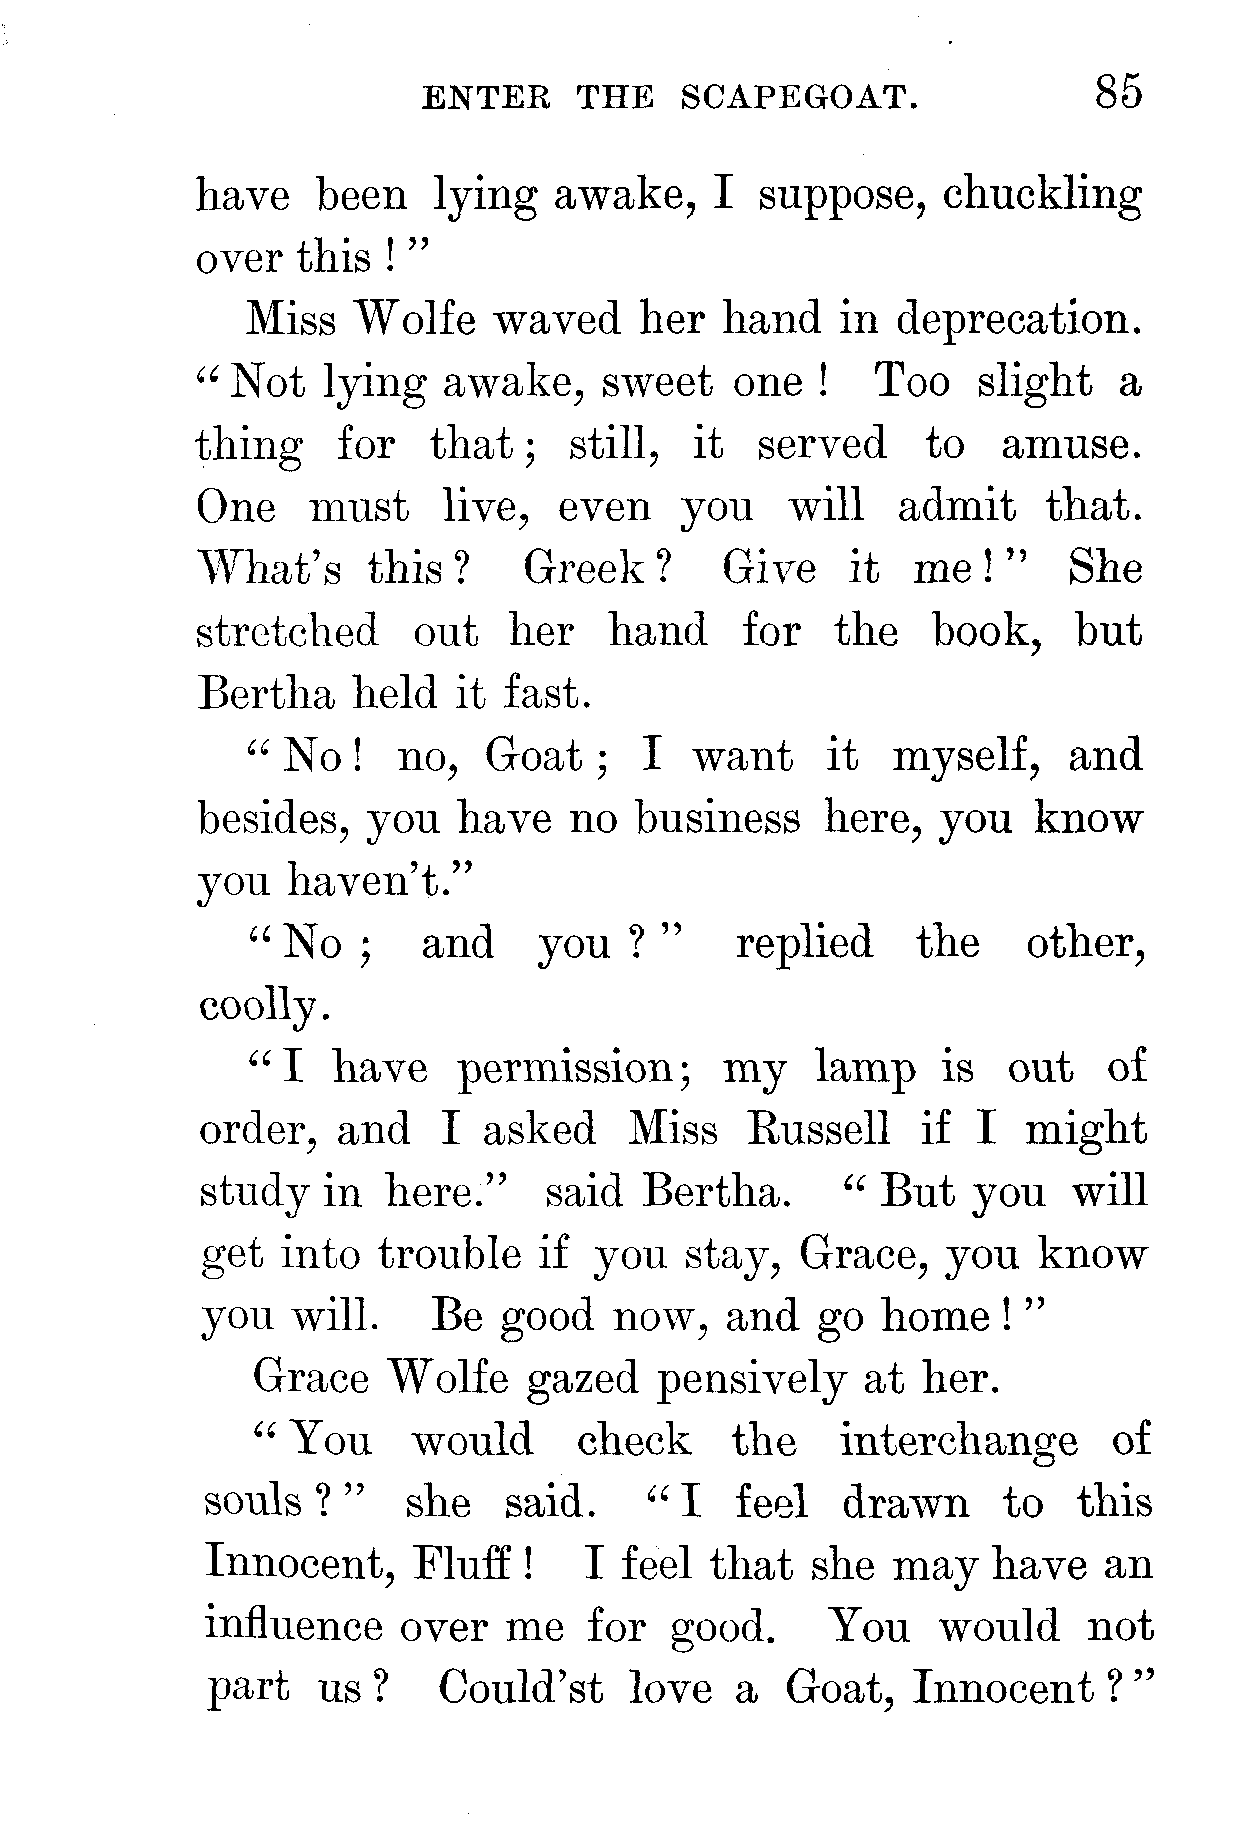 ENTER THE SCAPEGOAT. 85
have been lying awake, I suppose, chuckling
over this ! ”
Miss Wolfe waved her hand in deprecation.
“ Not lying awake, sweet one ! Too slight a
thing for that ; still, it served to amuse.
One must live, even you will admit that.
What’s this ? Greek ? Give it me ! ” She
stretched out her hand for the book, but
Bertha held it fast.
“ No ! no, Goat ; I want it myself, and
besides, you have no business here, you know
you haven’t.”
“ No ; and you ? ” replied the other,
coolly.
“ I have permission ; my lamp is out of
order, and I asked Miss Russell if I might
study in here.” said Bertha. “ But you will
get into trouble if you stay, Grace, you know
you will. Be good now, and go home ! ”
Grace Wolfe gazed pensively at her.
“ You would check the interchange of
souls ? ” she said. “ I feel drawn to this
Innocent, Fluff ! I feel that she may have an
influence over me for good. You would not
part us ? Could’st love a Goat, Innocent ? ”